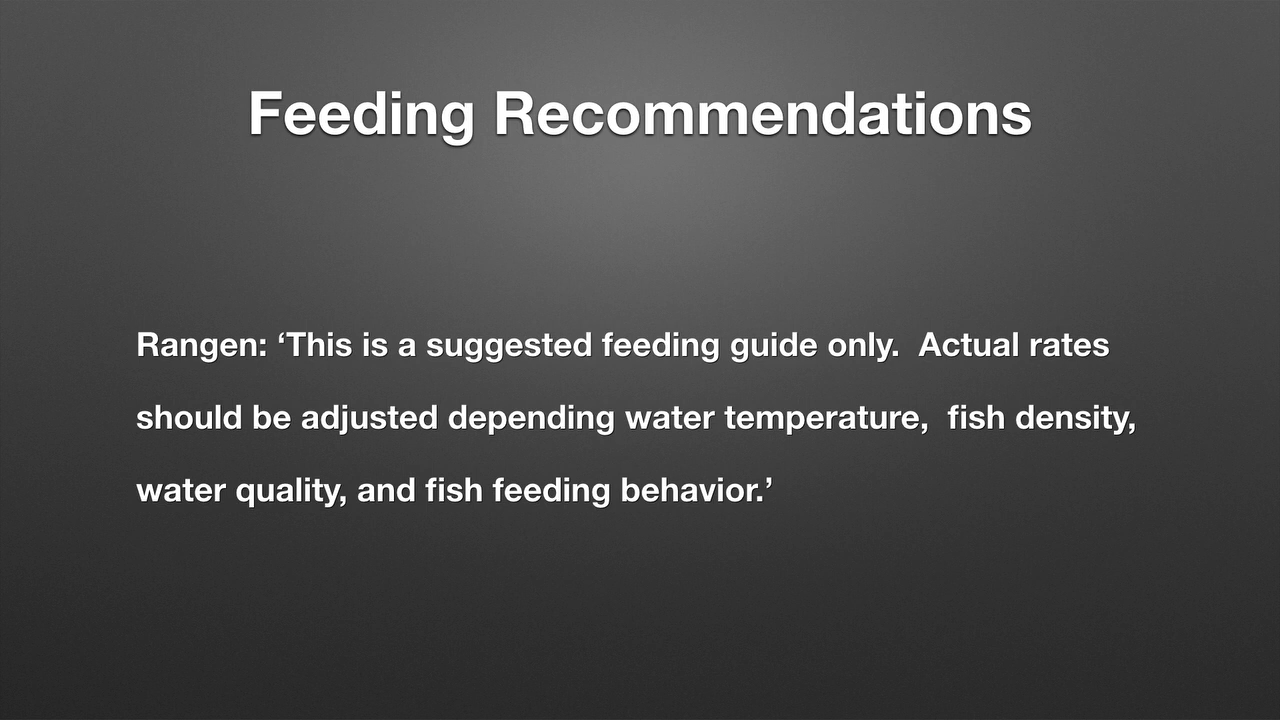 Feeding Recommendations
Rangen: ‘This is a suggested feeding guide only.  Actual rates
should be adjusted depending water temperature,  fish density,
water quality, and fish feeding behavior.’